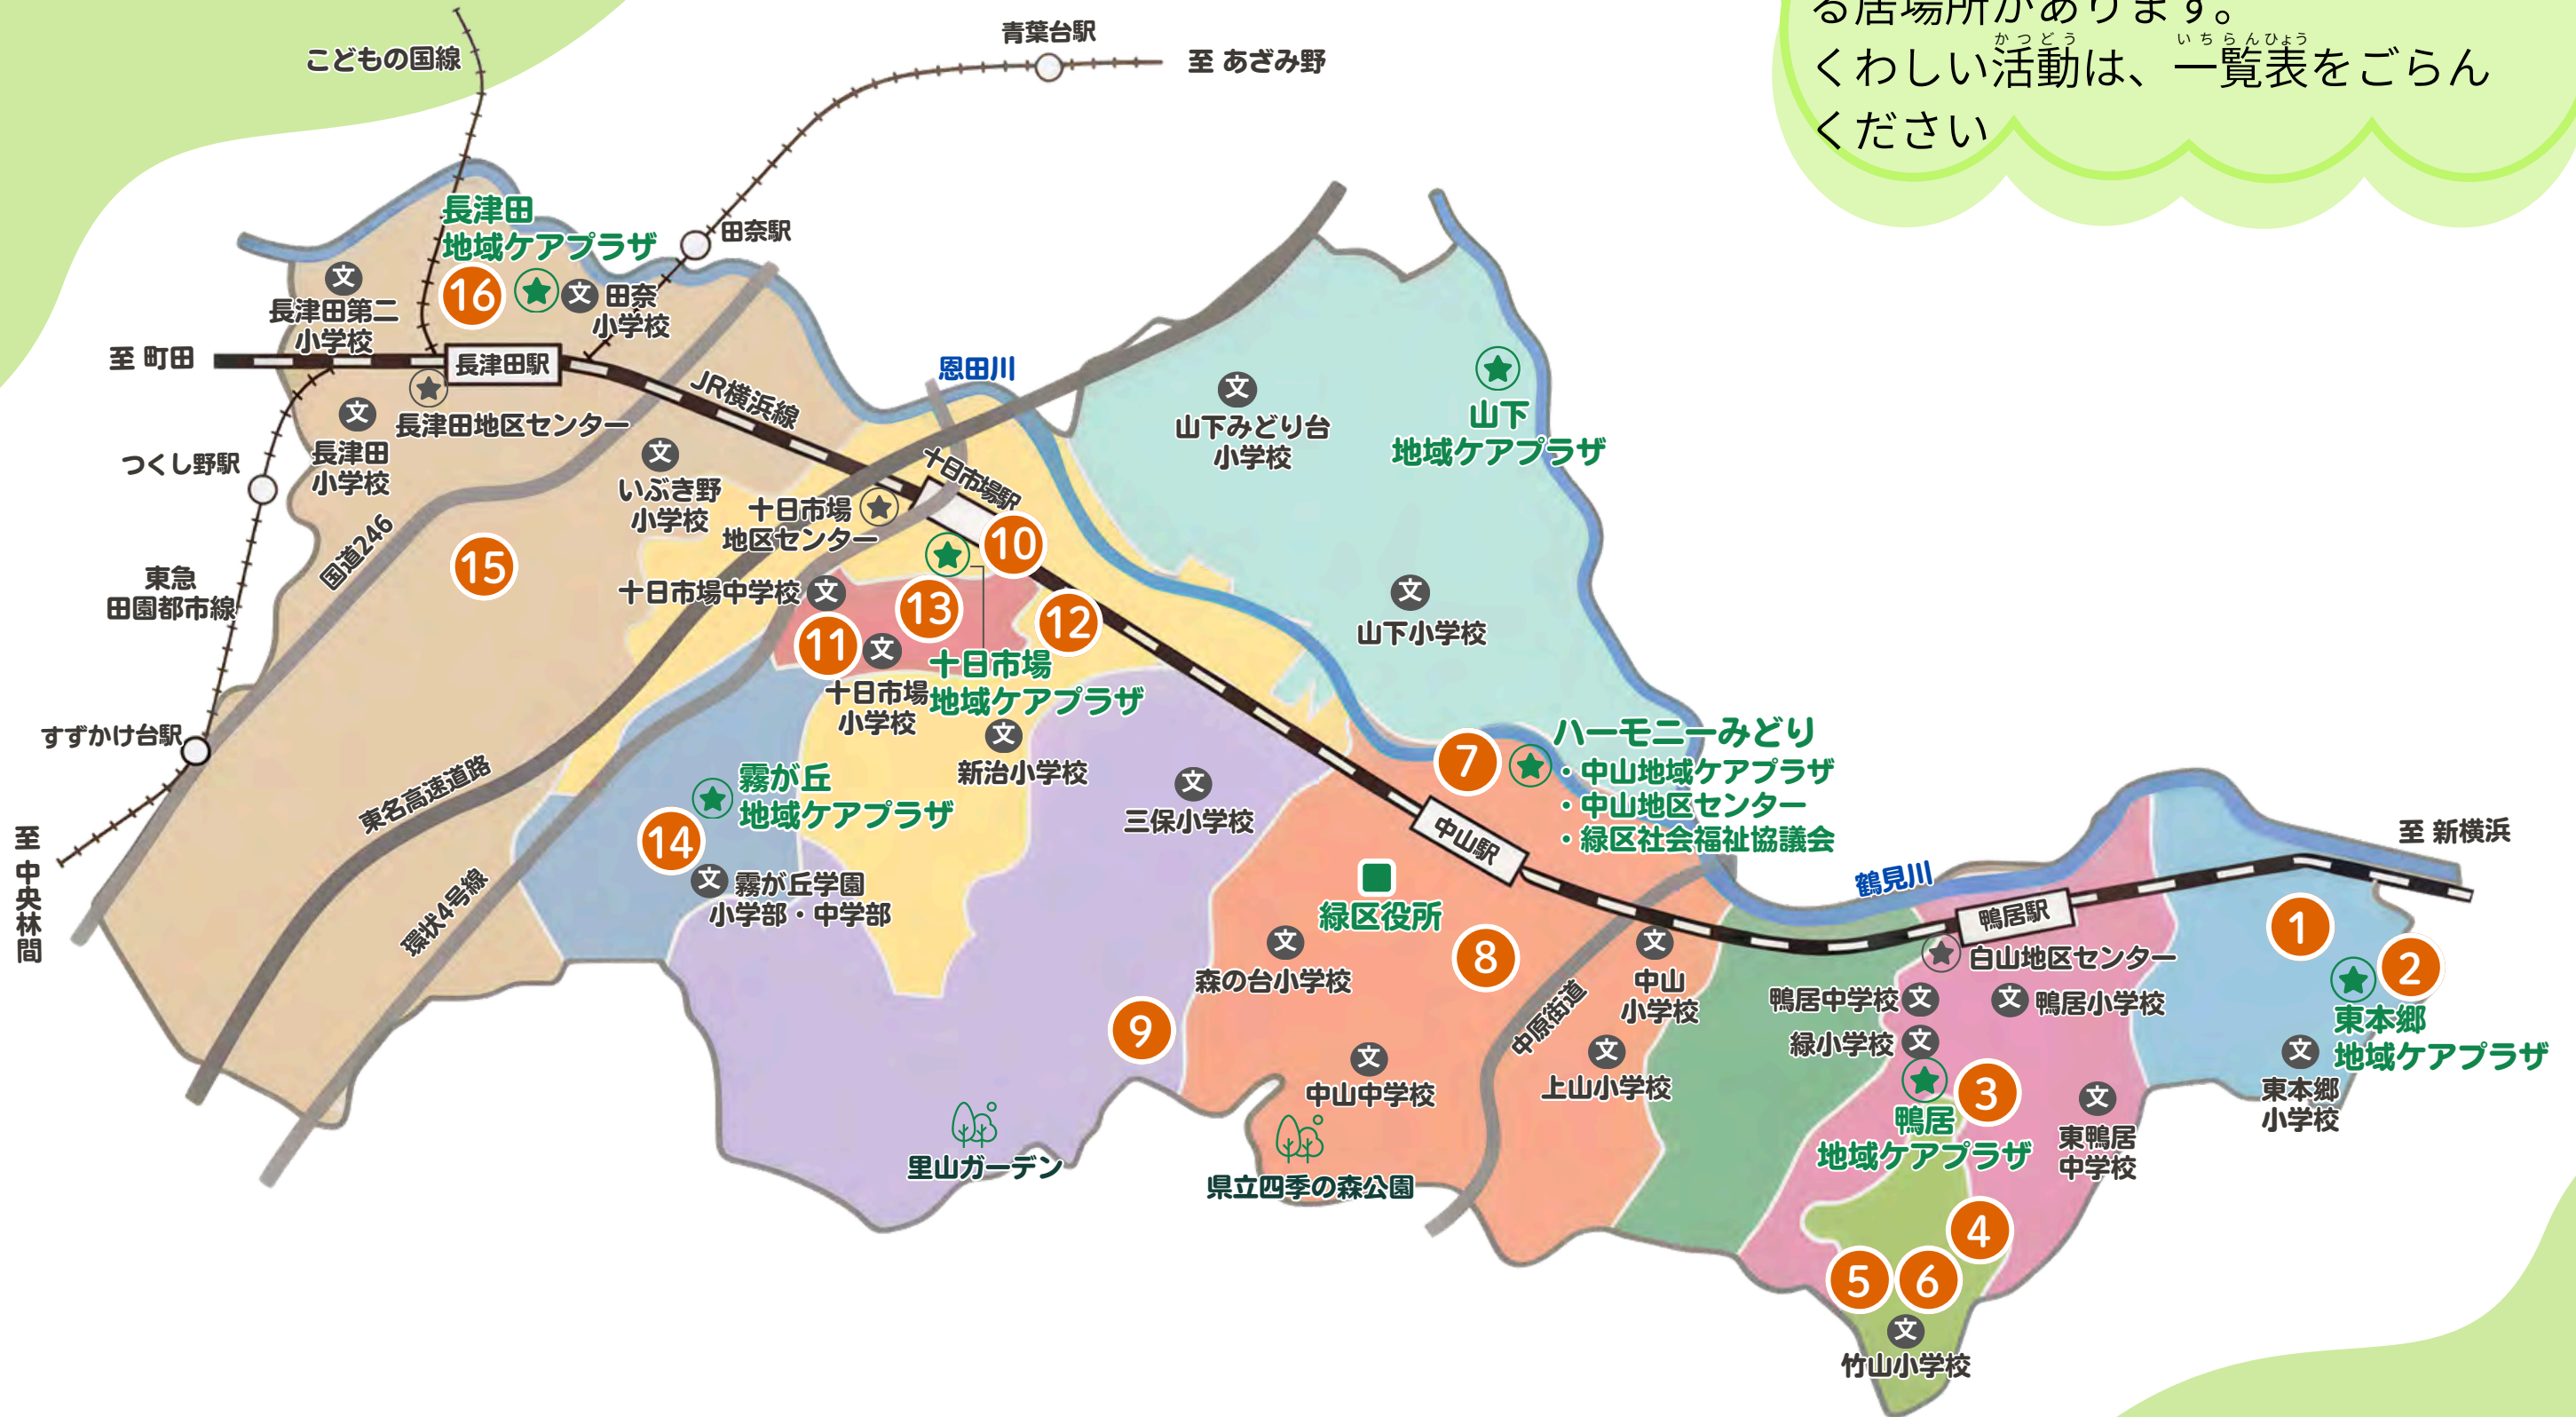 る居場所があります。
かつどう
いちらんひょう
くわしい活動は、一覧表をごらん
ください
こどもの国線
青葉台駅
至 あざみ野
長津田
地域ケアプラザ
田奈駅
16
文
田奈
小学校
文
長津田第二
小学校
至 町田
長津田駅
JR横浜線
恩田川
文
長津田
小学校
長津田地区センター
つくし野駅
文
いぶき野
小学校
十日市場
地区センター
十日市場駅
文
山下みどり台
小学校
山下
地域ケアプラザ
国道246
15
東急
田園都市線
十日市場中学校
文
10
13
12
11
文
十日市場
小学校
十日市場
地域ケアプラザ
文
山下小学校
すずかけ台駅
東名高速道路
霧が丘
地域ケアプラザ
14
文
霧が丘学園
小学部・中学部
文
新治小学校
文
三保小学校
7
ハーモニーみどり
・中山地域ケアプラザ
・中山地区センター
・緑区社会福祉協議会
中山駅
至
中央林間
環状4号線
緑区役所
文
森の台小学校
8
文
中山
小学校
中原街道
9
文
中山中学校
文
上山小学校
里山ガーデン
県立四季の森公園
鶴見川
鴨居駅
至 新横浜
白山地区センター
鴨居中学校
文
文
鴨居小学校
緑小学校
文
1
2
東本郷
地域ケアプラザ
文
東本郷
小学校
3
鴨居
地域ケアプラザ
文
東鴨居
中学校
4
5
6
文
竹山小学校